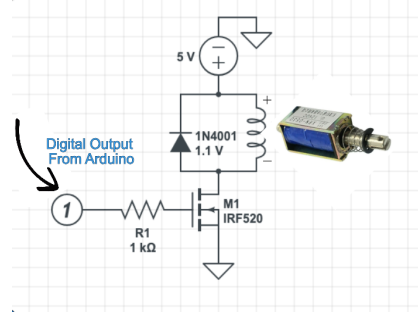 5 V
+
−
+
1N4001
1.1 V
−
Digital Output
From Arduino
1
M1
IRF520
R1
1 kΩ